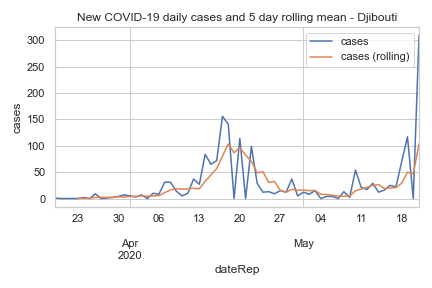 New COVID-19 daily cases and 5 day rolling mean - Djibouti
cases
cases (rolling)
cases
300
250
200
150
100
50
0
23 30 06 13 20 27 04 11 18
Apr May
2020
dateRep